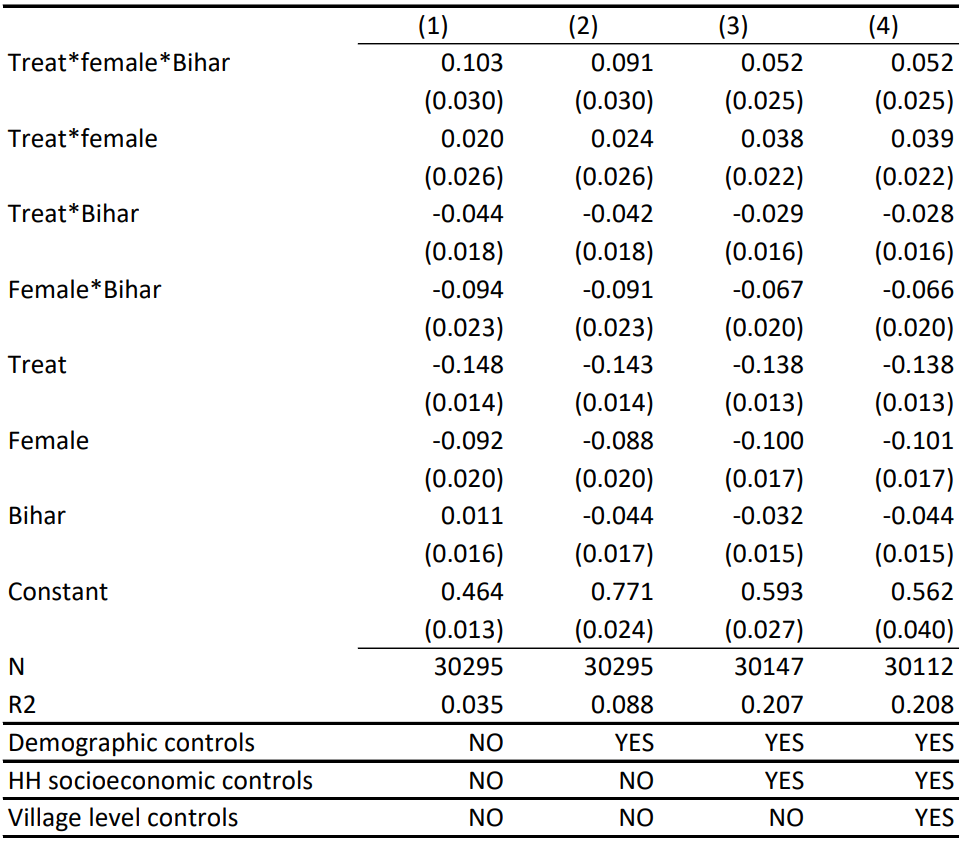 (1) (2) (3) (4)
Treat*female*Bihar 0.103 0.091 0.052 0.052
(0.030) (0.030) (0.025) (0.025)
Treat*female 0.020 0.024 0.038 0.039
(0.026) (0.026) (0.022) (0.022)
Treat*Bihar -0.044 -0.042 -0.029 -0.028
(0.018) (0.018) (0.016) (0.016)
Female*Bihar -0.094 -0.091 -0.067 -0.066
(0.023) (0.023) (0.020) (0.020)
Treat -0.148 -0.143 -0.138 -0.138
(0.014) (0.014) (0.013) (0.013)
Female -0.092 -0.088 -0.100 -0.101
(0.020) (0.020) (0.017) (0.017)
Bihar 0.011 -0.044 -0.032 -0.044
(0.016) (0.017) (0.015) (0.015)
Constant 0.464 0.771 0.593 0.562
(0.013) (0.024) (0.027) (0.040)
N 30295 30295 30147 30112
R2 0.035 0.088 0.207 0.208
Demographic controls NO YES YES YES
HH socioeconomic controls NO NO YES YES
Village level controls NO NO NO YES